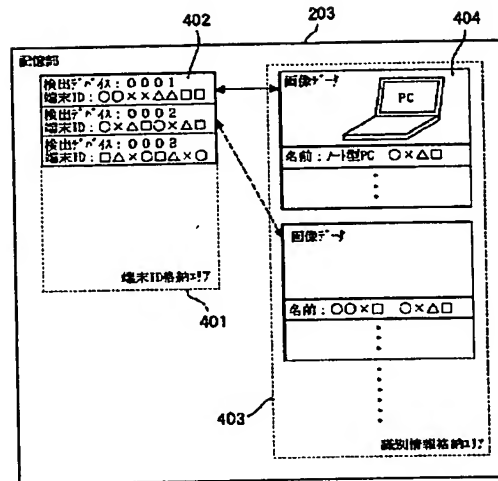 203
402
404
記憶部
検出ﾃﾞﾊﾞｲｽ：０００１
端末ID：○○××△△□□
検出ﾃﾞﾊﾞｲｽ：０００２
端末ID：○×△□○×△□
検出ﾃﾞﾊﾞｲｽ：０００３
端末ID：□△×○□△×○
端末ID格納ｴﾘｱ
401
画像ﾃﾞｰﾀ
PC
名前：ﾉｰﾄ型PC ○×△□
画像ﾃﾞｰﾀ
名前：○○×□ ○×△□
403
識別情報格納ｴﾘｱ